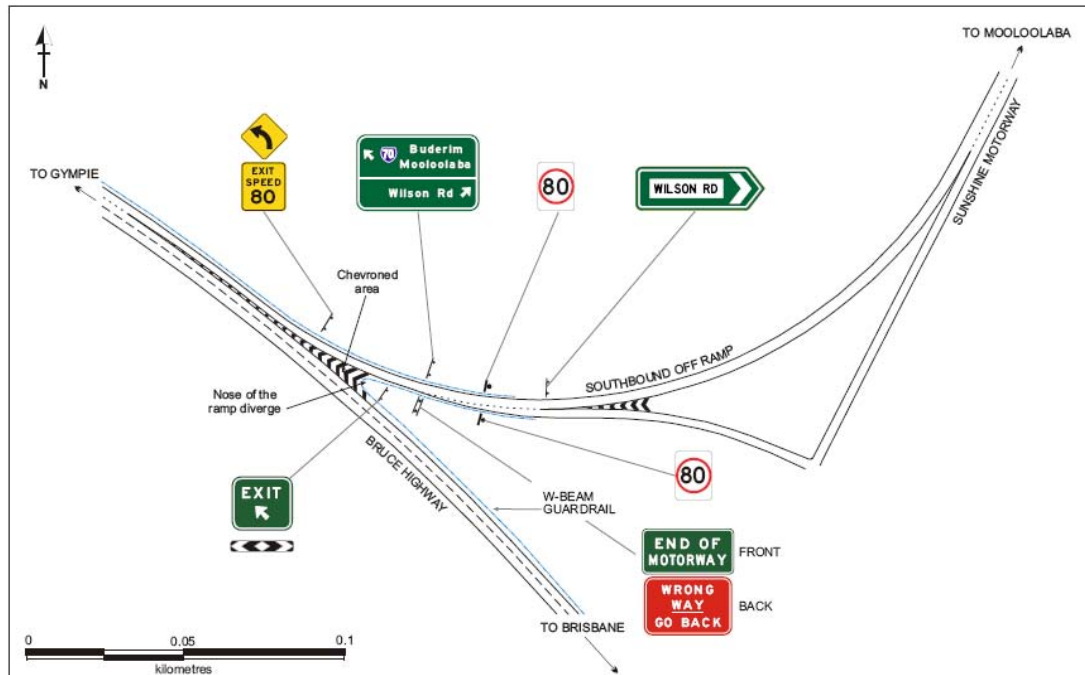 TO MOOLOOLABA
N
TO GYMPIE
EXIT
SPEED
80
70
Buderim
Mooloolaba
Wilson Rd
80
WILSON RD
SUNSHINE MOTORWAY
Chevroned
area
SOUTHBOUND OFF RAMP
Nose of the
ramp diverge
BRUCE HIGHWAY
EXIT
80
W-BEAM
GUARDRAIL
END OF
MOTORWAY
FRONT
WRONG
WAY
GO BACK
BACK
TO BRISBANE
0 0.05 0.1
kilometres